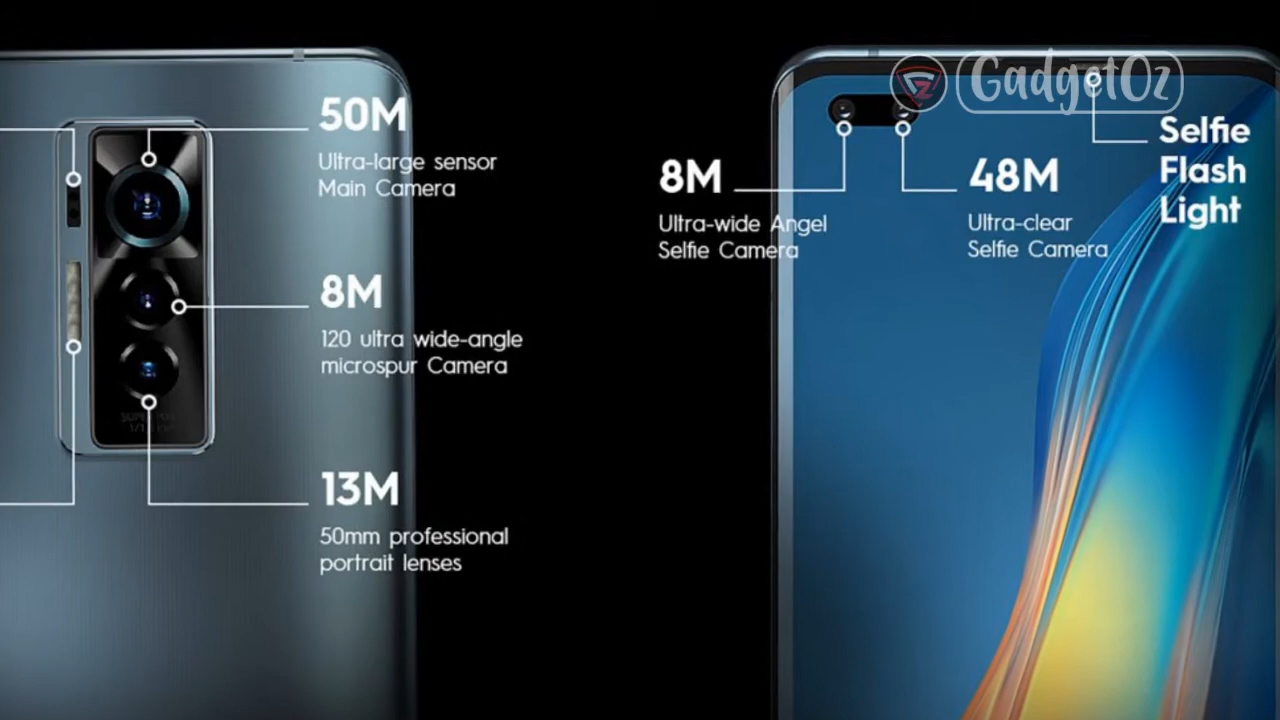 GadgetOz
50M
Ultra-large sensor
Main Camera
8M
120 ultra wide-angle
microspur Camera
13M
50mm professional
portrait lenses
8M
Ultra-wide Angel
Selfie Camera
48M
Ultra-clear
Selfie Camera
Selfie
Flash
Light